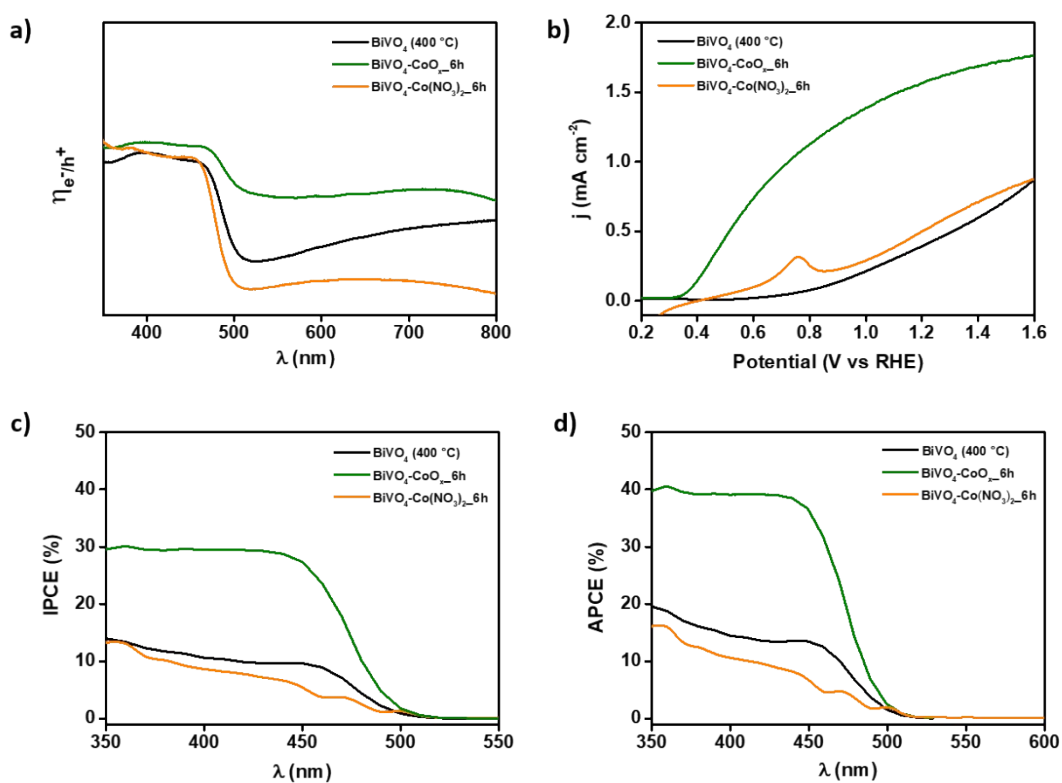 a)
BiVO₄ (400 °C)
BiVO₄-CoOₓ_6h
BiVO₄-Co(NO₃)₂_6h
ηe⁻/h⁺
400 500 600 700 800
λ (nm)
b)
BiVO₄ (400 °C)
BiVO₄-CoOₓ_6h
BiVO₄-Co(NO₃)₂_6h
j (mA cm⁻²)
2.0
1.5
1.0
0.5
0.0
0.2 0.4 0.6 0.8 1.0 1.2 1.4 1.6
Potential (V vs RHE)
c)
BiVO₄ (400 °C)
BiVO₄-CoOₓ_6h
BiVO₄-Co(NO₃)₂_6h
IPCE (%)
50
40
30
20
10
0
350 400 450 500 550
λ (nm)
d)
BiVO₄ (400 °C)
BiVO₄-CoOₓ_6h
BiVO₄-Co(NO₃)₂_6h
APCE (%)
50
40
30
20
10
0
350 400 450 500 550 600
λ (nm)